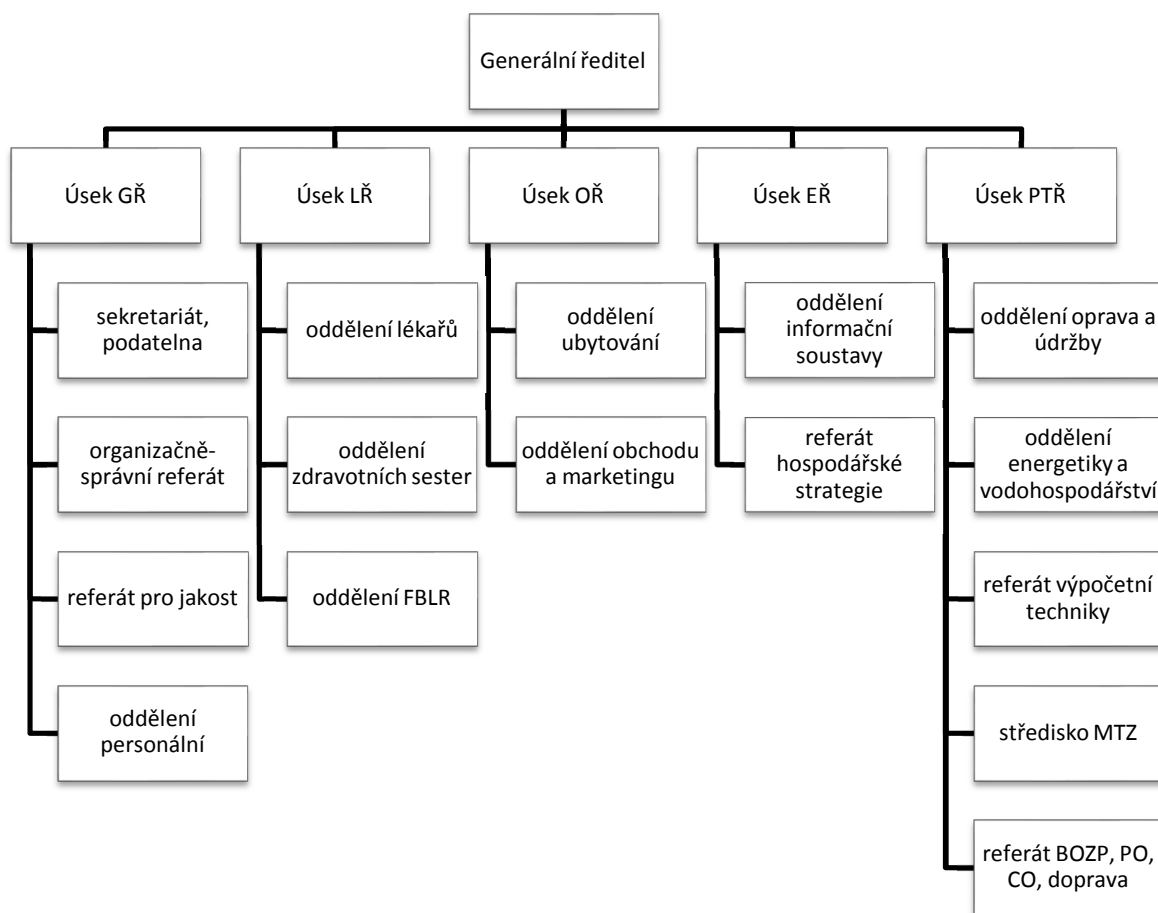 Generální ředitel
Úsek GŘ
Úsek LŘ
Úsek OŘ
Úsek EŘ
Úsek PTŘ
sekretariát,
podatelna
organizačně-
správní referát
referát pro jakost
oddělení
personální
oddělení lékařů
oddělení
zdravotních sester
oddělení FBLR
oddělení
ubytování
oddělení obchodu
a marketingu
oddělení
informační
soustavy
referát
hospodářské
strategie
oddělení oprava a
údržby
oddělení
energetiky a
vodohospodářství
referát výpočetní
techniky
středisko MTZ
referát BOZP, PO,
CO, doprava